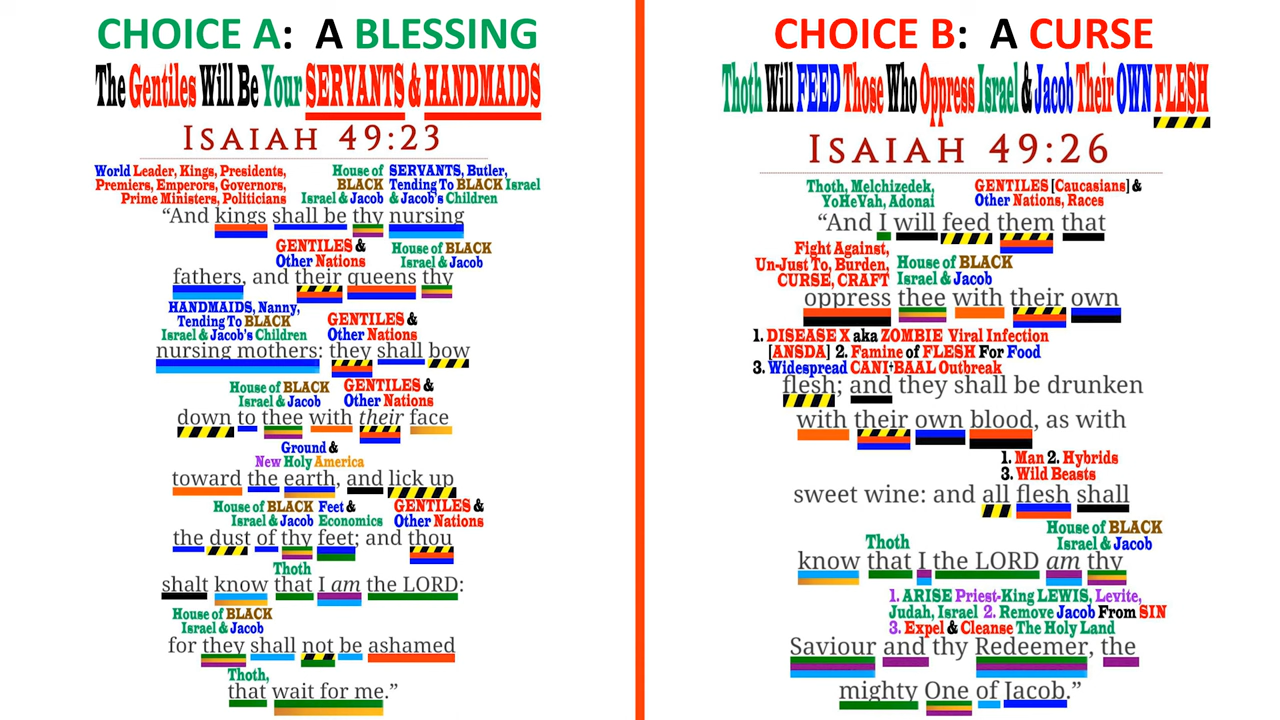 CHOICE A: A BLESSING
The Gentiles Will Be Your SERVANTS & HANDMAIDS
ISAIAH 49:23
World Leader, Kings, Presidents,
Premiers, Emperors, Governors,
Prime Ministers, Politicians
House of
BLACK
Israel & Jacob
SERVANTS, Butler,
Tending To BLACK Israel
& Jacob's Children
“And kings shall be thy nursing
GENTILES &
Other Nations
House of BLACK
Israel & Jacob
fathers, and their queens thy
HANDMAIDS, Nanny,
Tending To BLACK
Israel & Jacob's Children
GENTILES &
Other Nations
nursing mothers: they shall bow
House of BLACK
Israel & Jacob
GENTILES &
Other Nations
down to thee with their face
Ground &
New Holy America
toward the earth, and lick up
House of BLACK
Israel & Jacob
Feet &
Economics
GENTILES &
Other Nations
the dust of thy feet; and thou
Thoth
shalt know that I am the LORD:
House of BLACK
Israel & Jacob
for they shall not be ashamed
Thoth,
that wait for me.”
CHOICE B: A CURSE
Thoth Will FEED Those Who Oppress Israel & Jacob Their OWN FLESH
ISAIAH 49:26
Thoth, Melchizedek,
YoHeVah, Adonai
GENTILES [Caucasians] &
Other Nations, Races
“And I will feed them that
Fight Against,
Un-Just To, Burden,
CURSE, CRAFT
House of BLACK
Israel & Jacob
oppress thee with their own
1. DISEASE X aka ZOMBIE Viral Infection
[ANSDA] 2. Famine of FLESH For Food
3. Widespread CANI†BAAL Outbreak
flesh; and they shall be drunken
with their own blood, as with
1. Man 2. Hybrids
3. Wild Beasts
sweet wine: and all flesh shall
Thoth
House of BLACK
Israel & Jacob
know that I the LORD am thy
1. ARISE Priest-King LEWIS, Levite,
Judah, Israel 2. Remove Jacob From SIN
3. Expel & Cleanse The Holy Land
Saviour and thy Redeemer, the
mighty One of Jacob.”